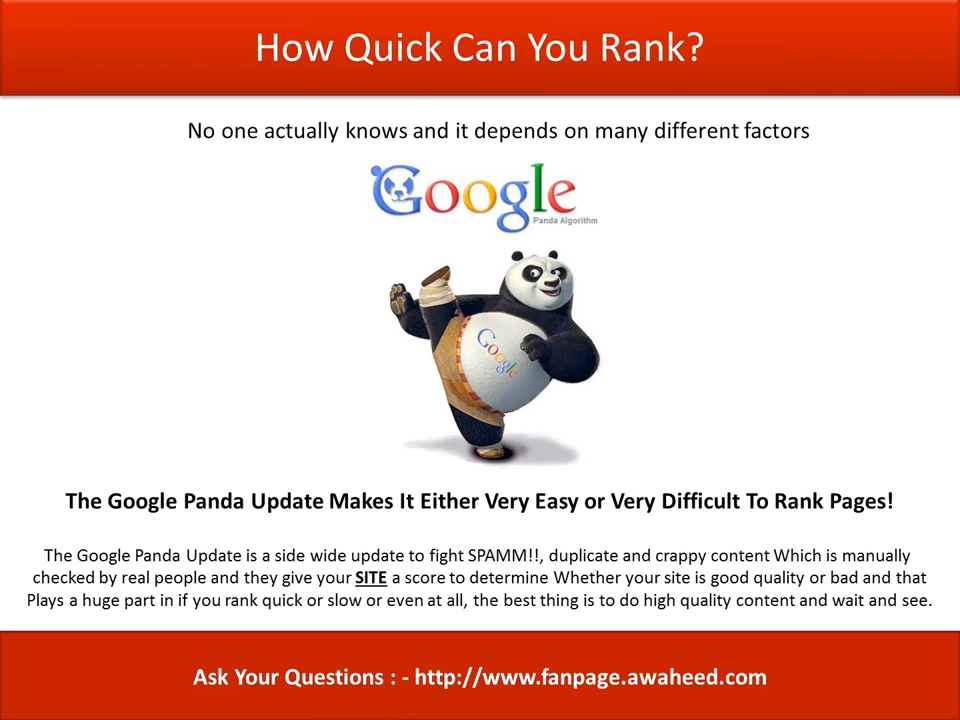 How Quick Can You Rank?
No one actually knows and it depends on many different factors
Google
Panda Algorithm
Google
The Google Panda Update Makes It Either Very Easy or Very Difficult To Rank Pages!
The Google Panda Update is a side wide update to fight SPAMM!!, duplicate and crappy content Which is manually
checked by real people and they give your SITE a score to determine Whether your site is good quality or bad and that
Plays a huge part in if you rank quick or slow or even at all, the best thing is to do high quality content and wait and see.
Ask Your Questions : - http://www.fanpage.awaheed.com